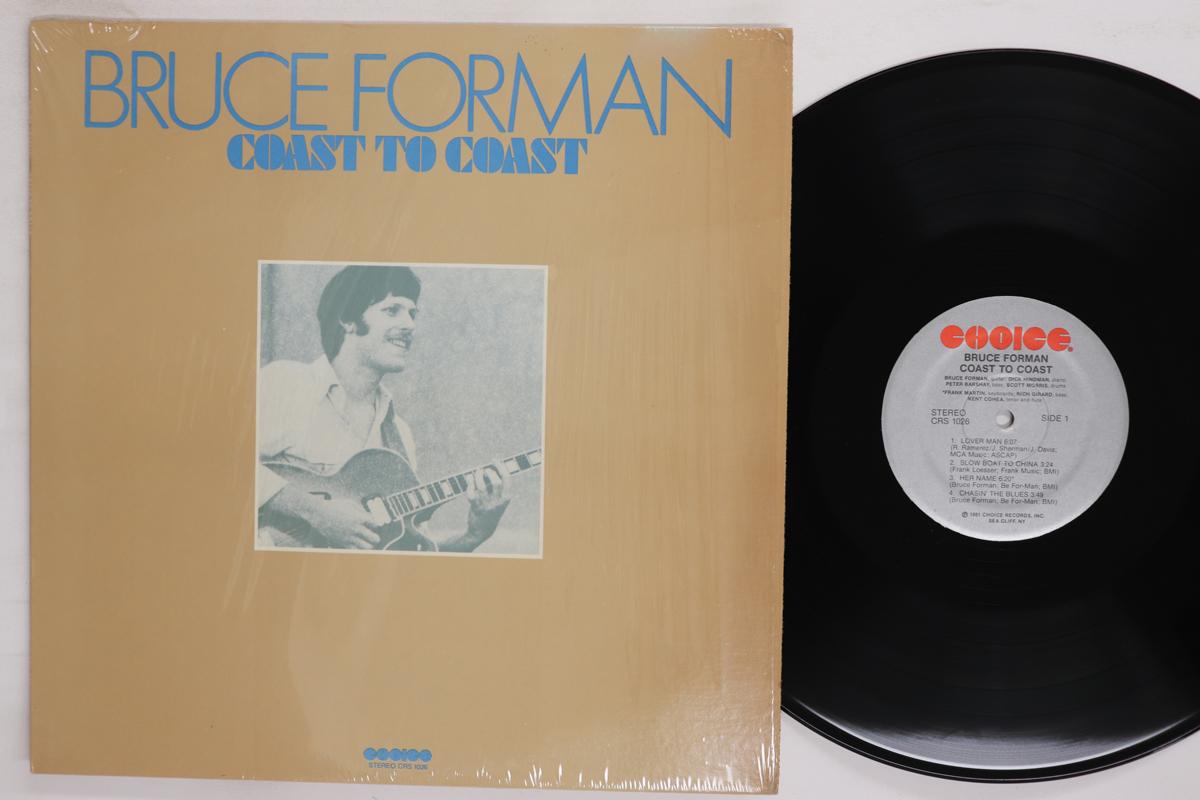 BRUCE FORMAN
COAST TO COAST
CHOICE
STEREO CRS 1026
CHOICE®
BRUCE FORMAN
COAST TO COAST
BRUCE FORMAN, guitar; DICK HINDMAN, piano
PETER BARSHAY, bass; SCOTT MORRIS, drums
*FRANK MARTIN, keyboards; RICH GIRARD, bass;
KENT COHEA, tenor and flute
STEREO
CRS 1026
SIDE 1
1. LOVER MAN 6:07
(R. Ramerez/J. Sherman/J. Davis;
MCA Music; ASCAP)
2. SLOW BOAT TO CHINA 3:24
(Frank Loesser; Frank Music; BMI)
3. HER NAME 6:20*
(Bruce Forman; Be For-Man; BMI)
4. CHASIN' THE BLUES 3:49
(Bruce Forman; Be For-Man; BMI)
℗ 1981 CHOICE RECORDS, INC.
SEA CLIFF, NY